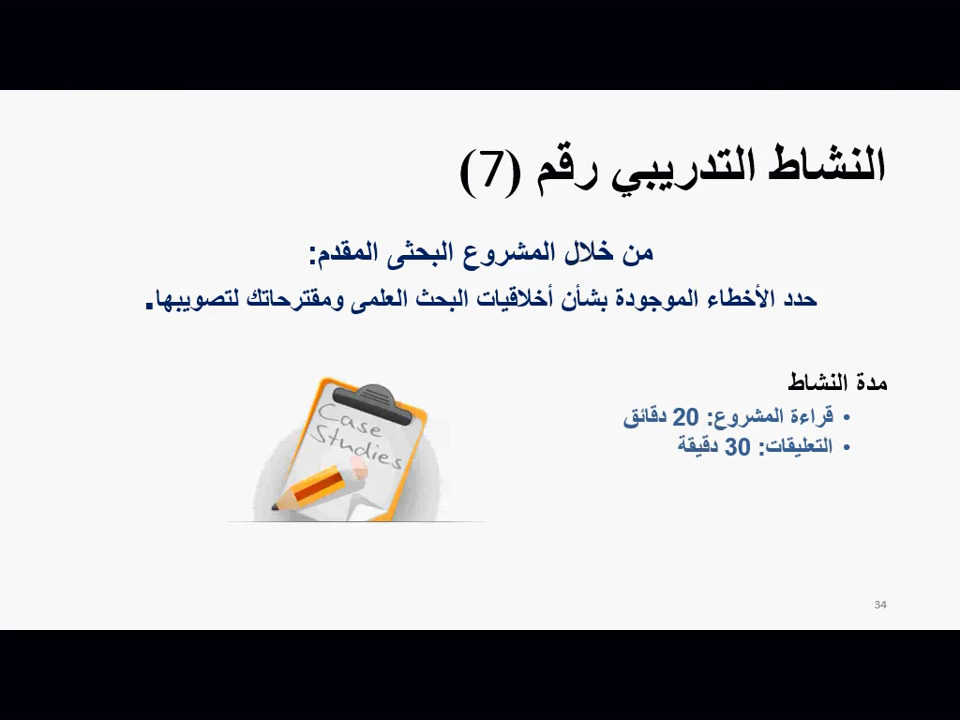 النشاط التدريبي رقم (7)
من خلال المشروع البحثى المقدم:
حدد الأخطاء الموجودة بشأن أخلاقيات البحث العلمى ومقترحاتك لتصويبها.
مدة النشاط
• قراءة المشروع: 20 دقائق
• التعليقات: 30 دقيقة
Case
Studies
34